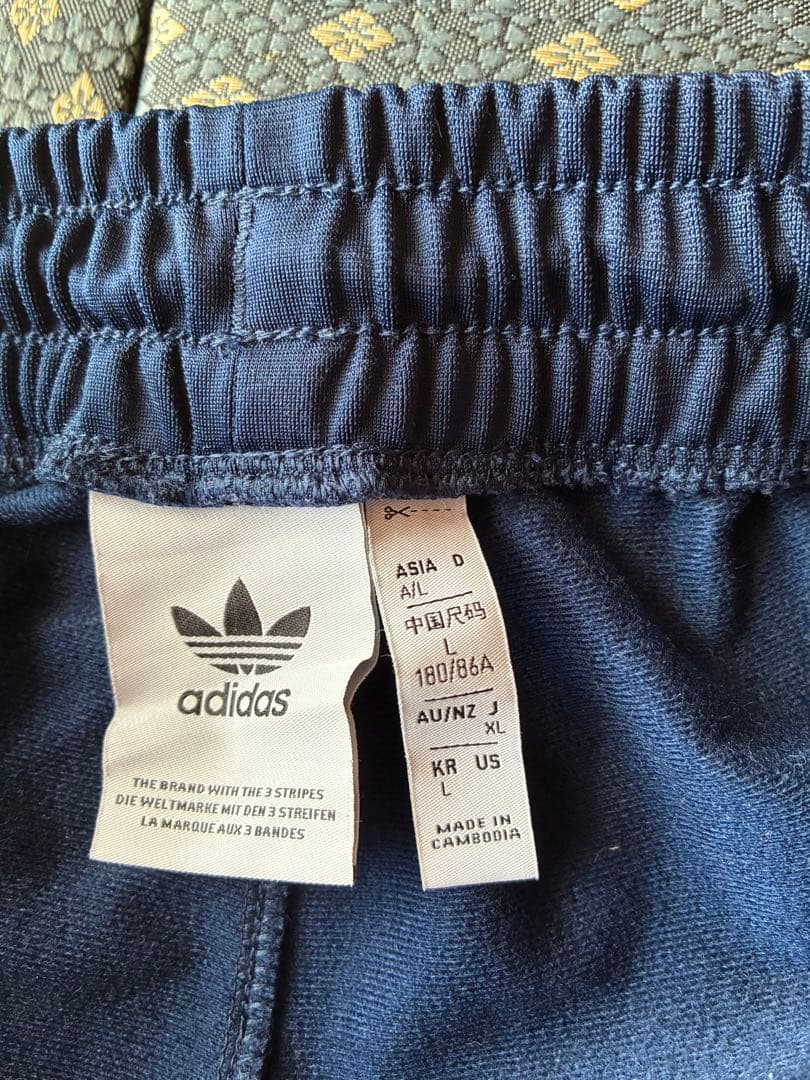 adidas
THE BRAND WITH THE 3 STRIPES
DIE WELTMARKE MIT DEN 3 STREIFEN
LA MARQUE AUX 3 BANDES
ASIA D
A/L
中国尺码
L
180/86A
AU/NZ J
XL
KR US
L
MADE IN
CAMBODIA